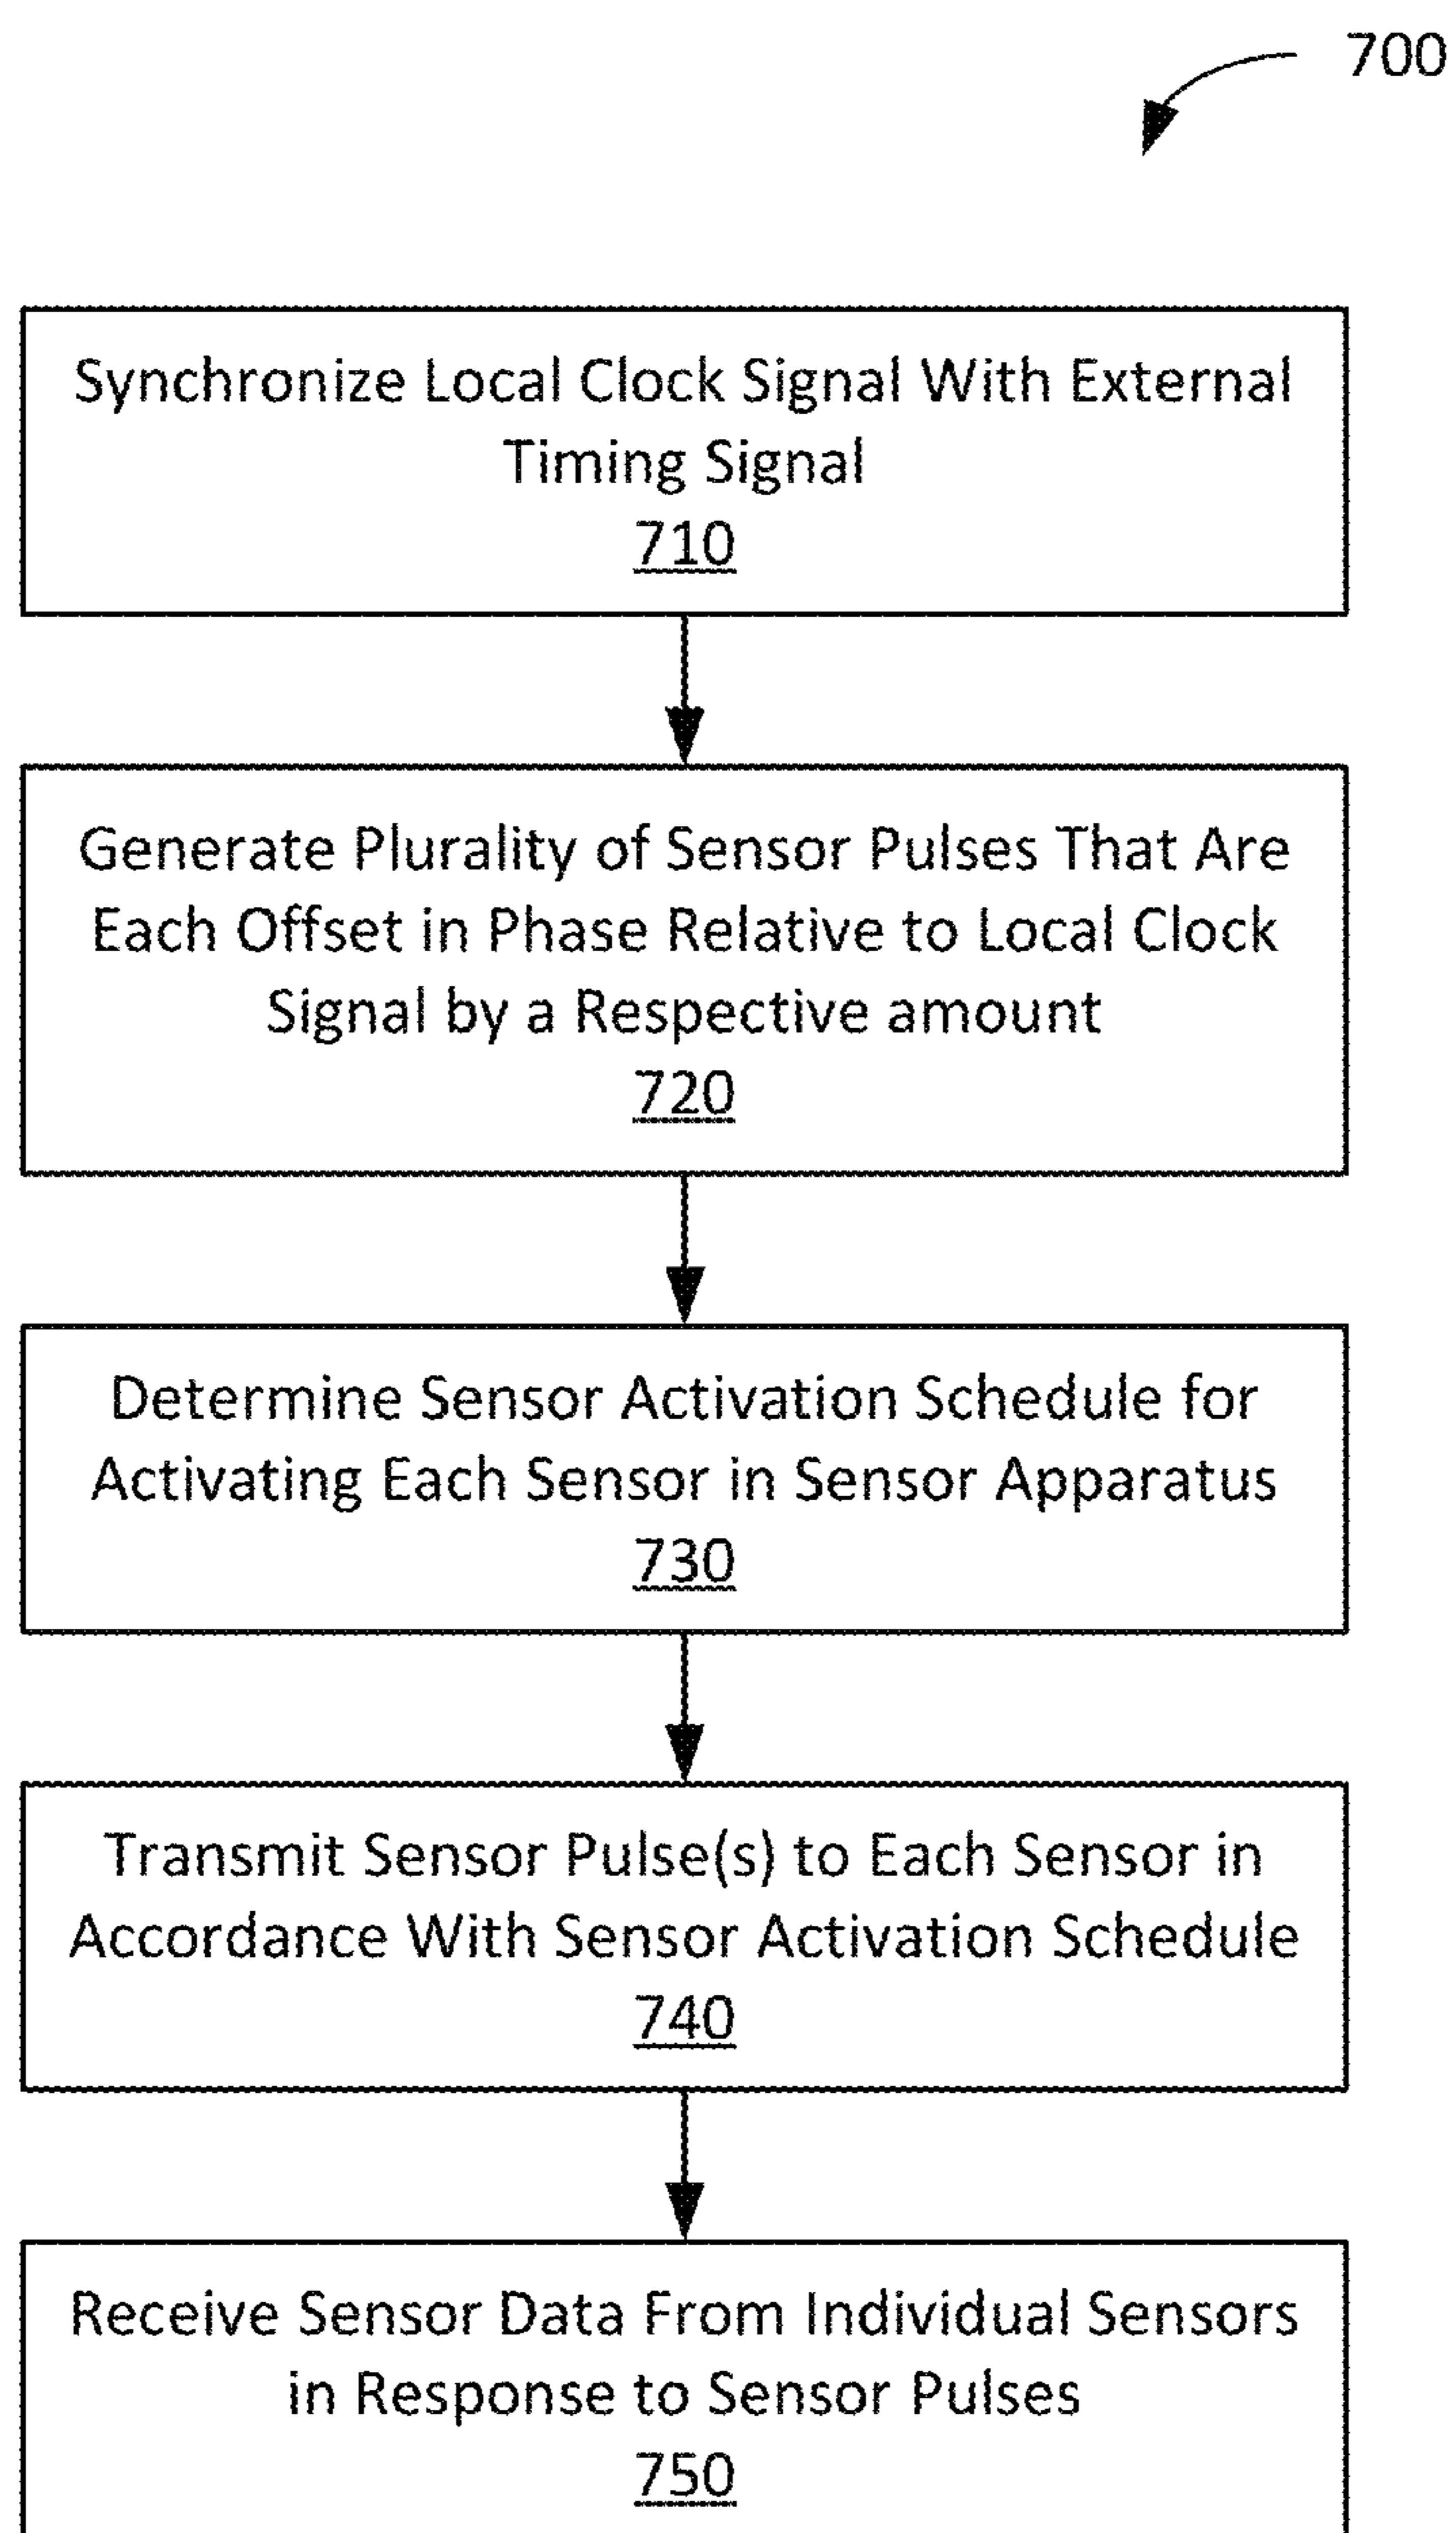 700
Synchronize Local Clock Signal With External
Timing Signal
710
Generate Plurality of Sensor Pulses That Are
Each Offset in Phase Relative to Local Clock
Signal by a Respective amount
720
Determine Sensor Activation Schedule for
Activating Each Sensor in Sensor Apparatus
730
Transmit Sensor Pulse(s) to Each Sensor in
Accordance With Sensor Activation Schedule
740
Receive Sensor Data From Individual Sensors
in Response to Sensor Pulses
750